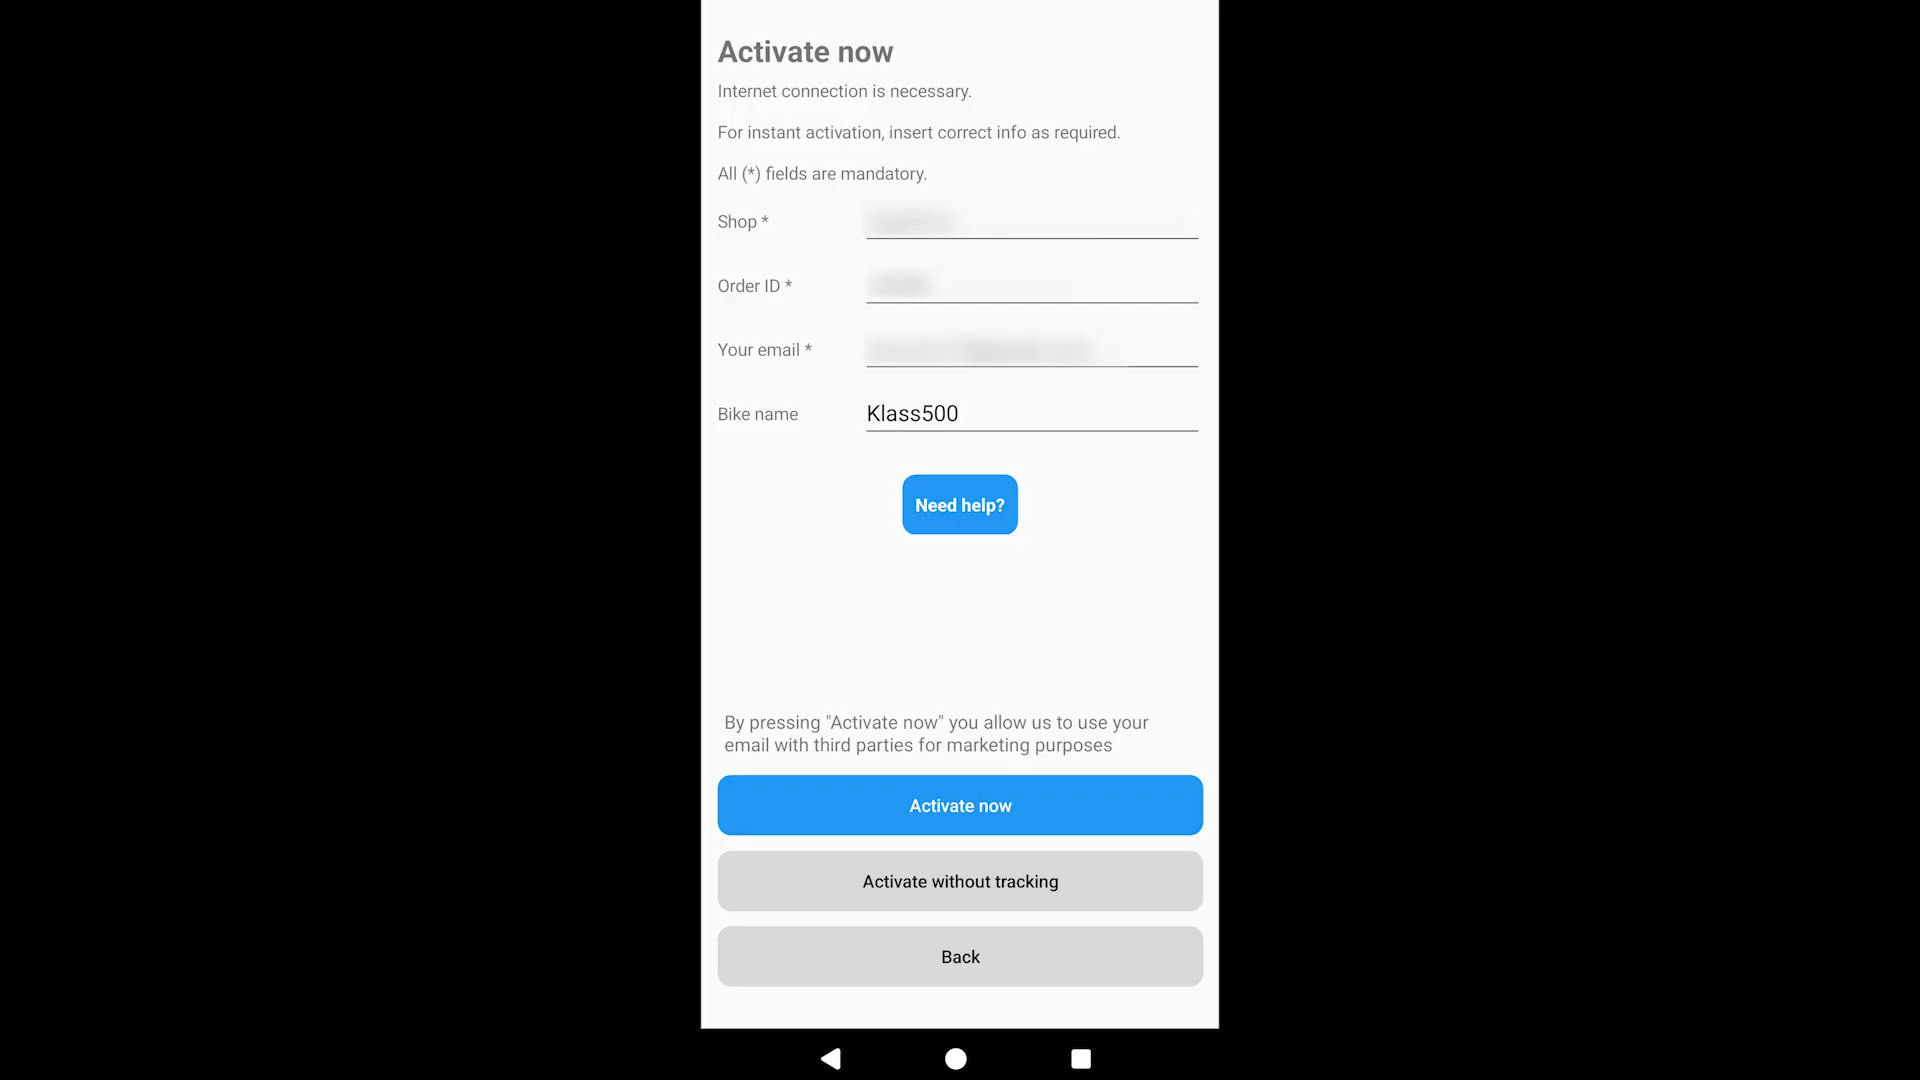 Activate now
Internet connection is necessary.
For instant activation, insert correct info as required.
All (*) fields are mandatory.
Shop *
Order ID *
Your email *
Bike name
Klass500
Need help?
By pressing "Activate now" you allow us to use your
email with third parties for marketing purposes
Activate now
Activate without tracking
Back